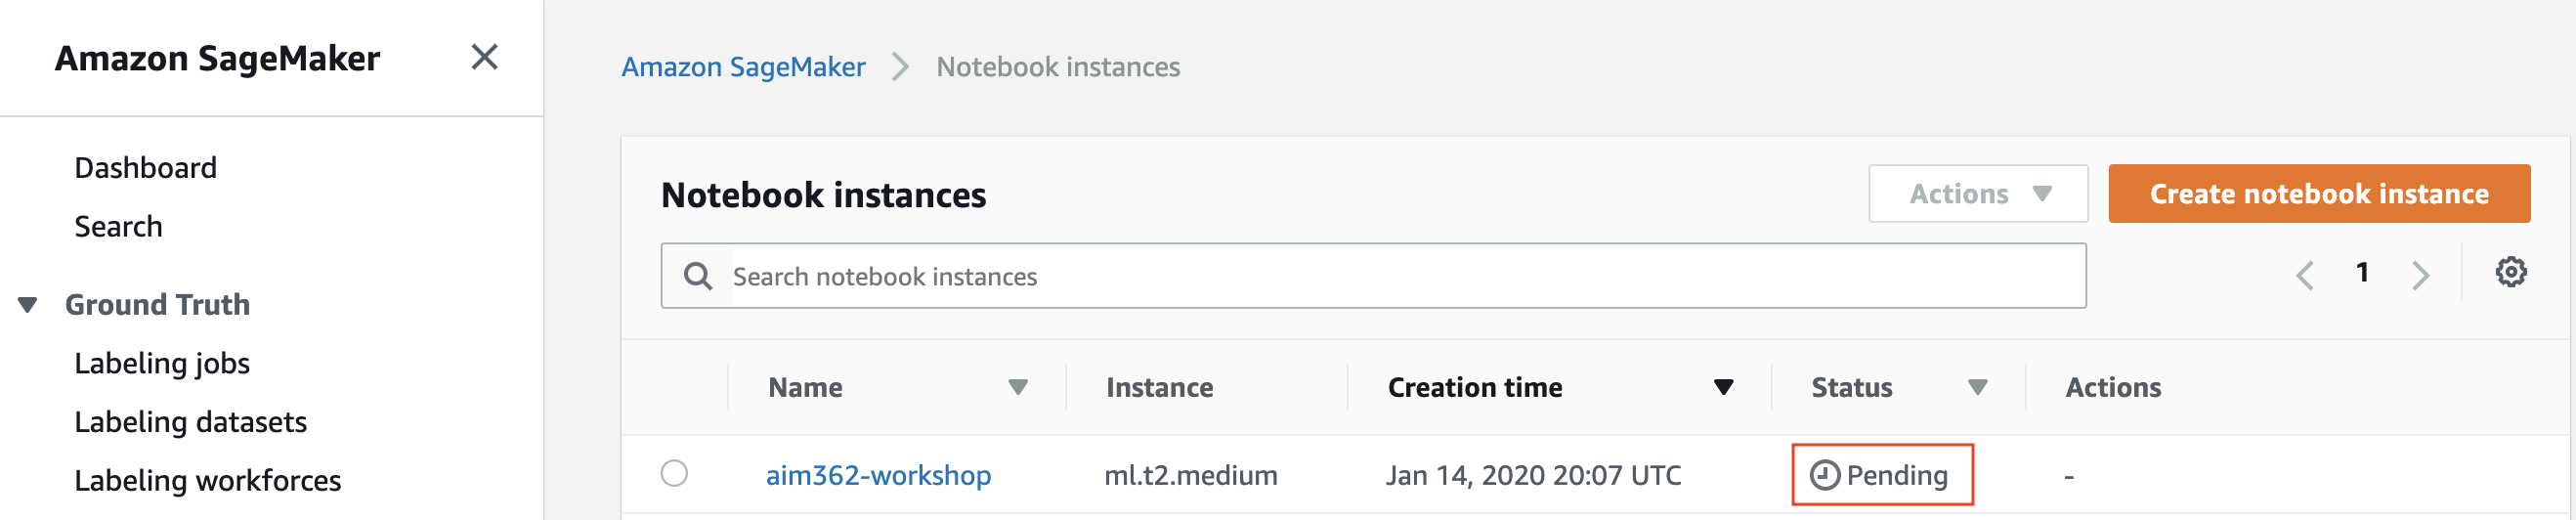 Amazon SageMaker
Dashboard
Search
Ground Truth
Labeling jobs
Labeling datasets
Labeling workforces
Amazon SageMaker Notebook instances
Notebook instances
Actions Create notebook instance
Search notebook instances
1
Name Instance Creation time Status Actions
aim362-workshop ml.t2.medium Jan 14, 2020 20:07 UTC Pending -